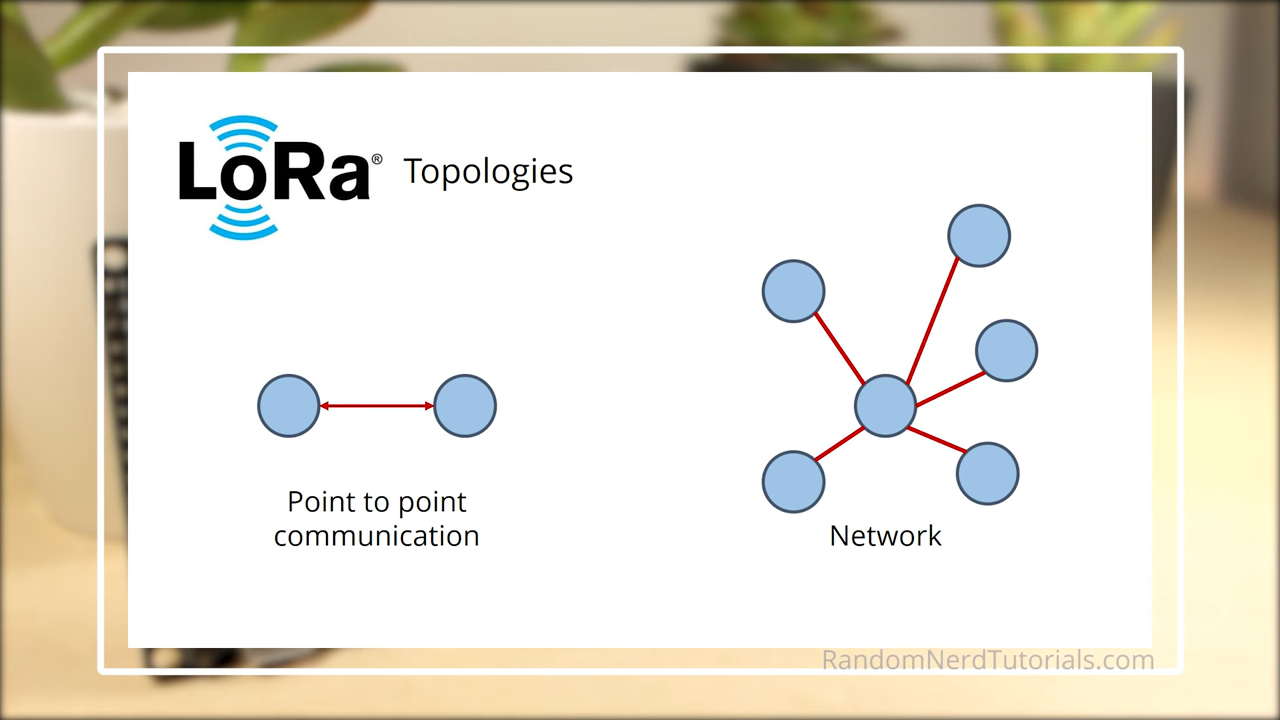 LoRa® Topologies
Point to point
communication
Network
RandomNerdTutorials.com